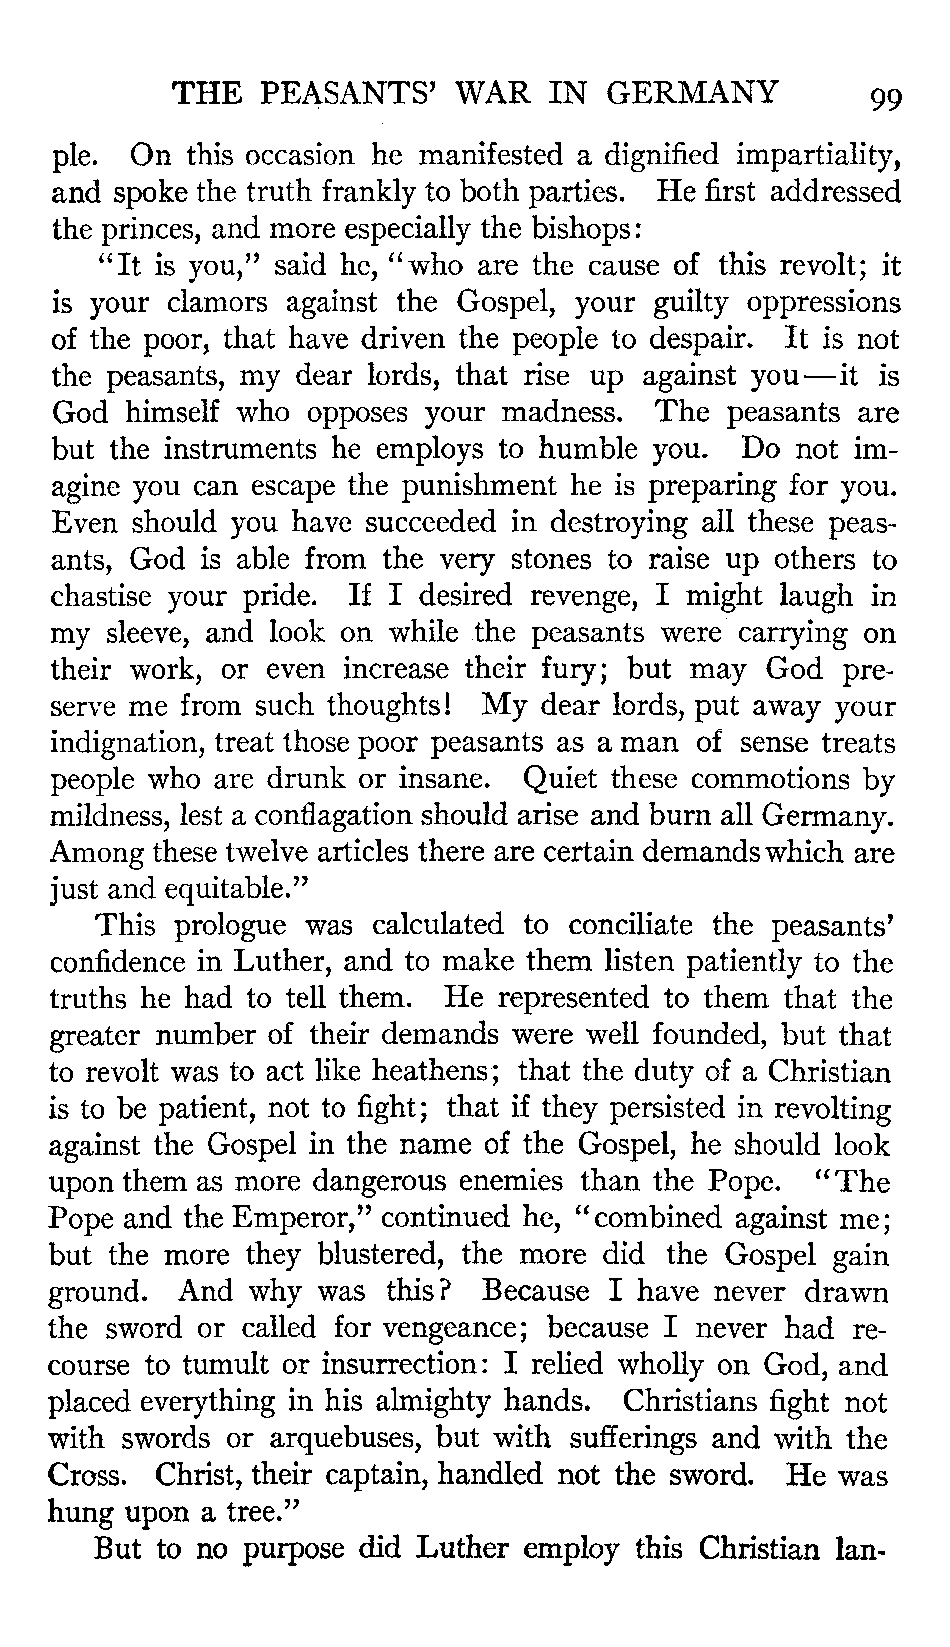 THE PEASANTS' WAR IN GERMANY 99
ple. On this occasion he manifested a dignified impartiality,
and spoke the truth frankly to both parties. He first addressed
the princes, and more especially the bishops:
"It is you," said he, "who are the cause of this revolt; it
is your clamors against the Gospel, your guilty oppressions
of the poor, that have driven the people to despair. It is not
the peasants, my dear lords, that rise up against you—it is
God himself who opposes your madness. The peasants are
but the instruments he employs to humble you. Do not im-
agine you can escape the punishment he is preparing for you.
Even should you have succeeded in destroying all these peas-
ants, God is able from the very stones to raise up others to
chastise your pride. If I desired revenge, I might laugh in
my sleeve, and look on while the peasants were carrying on
their work, or even increase their fury; but may God pre-
serve me from such thoughts! My dear lords, put away your
indignation, treat those poor peasants as a man of sense treats
people who are drunk or insane. Quiet these commotions by
mildness, lest a conflagation should arise and burn all Germany.
Among these twelve articles there are certain demands which are
just and equitable."
This prologue was calculated to conciliate the peasants'
confidence in Luther, and to make them listen patiently to the
truths he had to tell them. He represented to them that the
greater number of their demands were well founded, but that
to revolt was to act like heathens; that the duty of a Christian
is to be patient, not to fight; that if they persisted in revolting
against the Gospel in the name of the Gospel, he should look
upon them as more dangerous enemies than the Pope. "The
Pope and the Emperor," continued he, "combined against me;
but the more they blustered, the more did the Gospel gain
ground. And why was this? Because I have never drawn
the sword or called for vengeance; because I never had re-
course to tumult or insurrection: I relied wholly on God, and
placed everything in his almighty hands. Christians fight not
with swords or arquebuses, but with sufferings and with the
Cross. Christ, their captain, handled not the sword. He was
hung upon a tree."
But to no purpose did Luther employ this Christian lan-